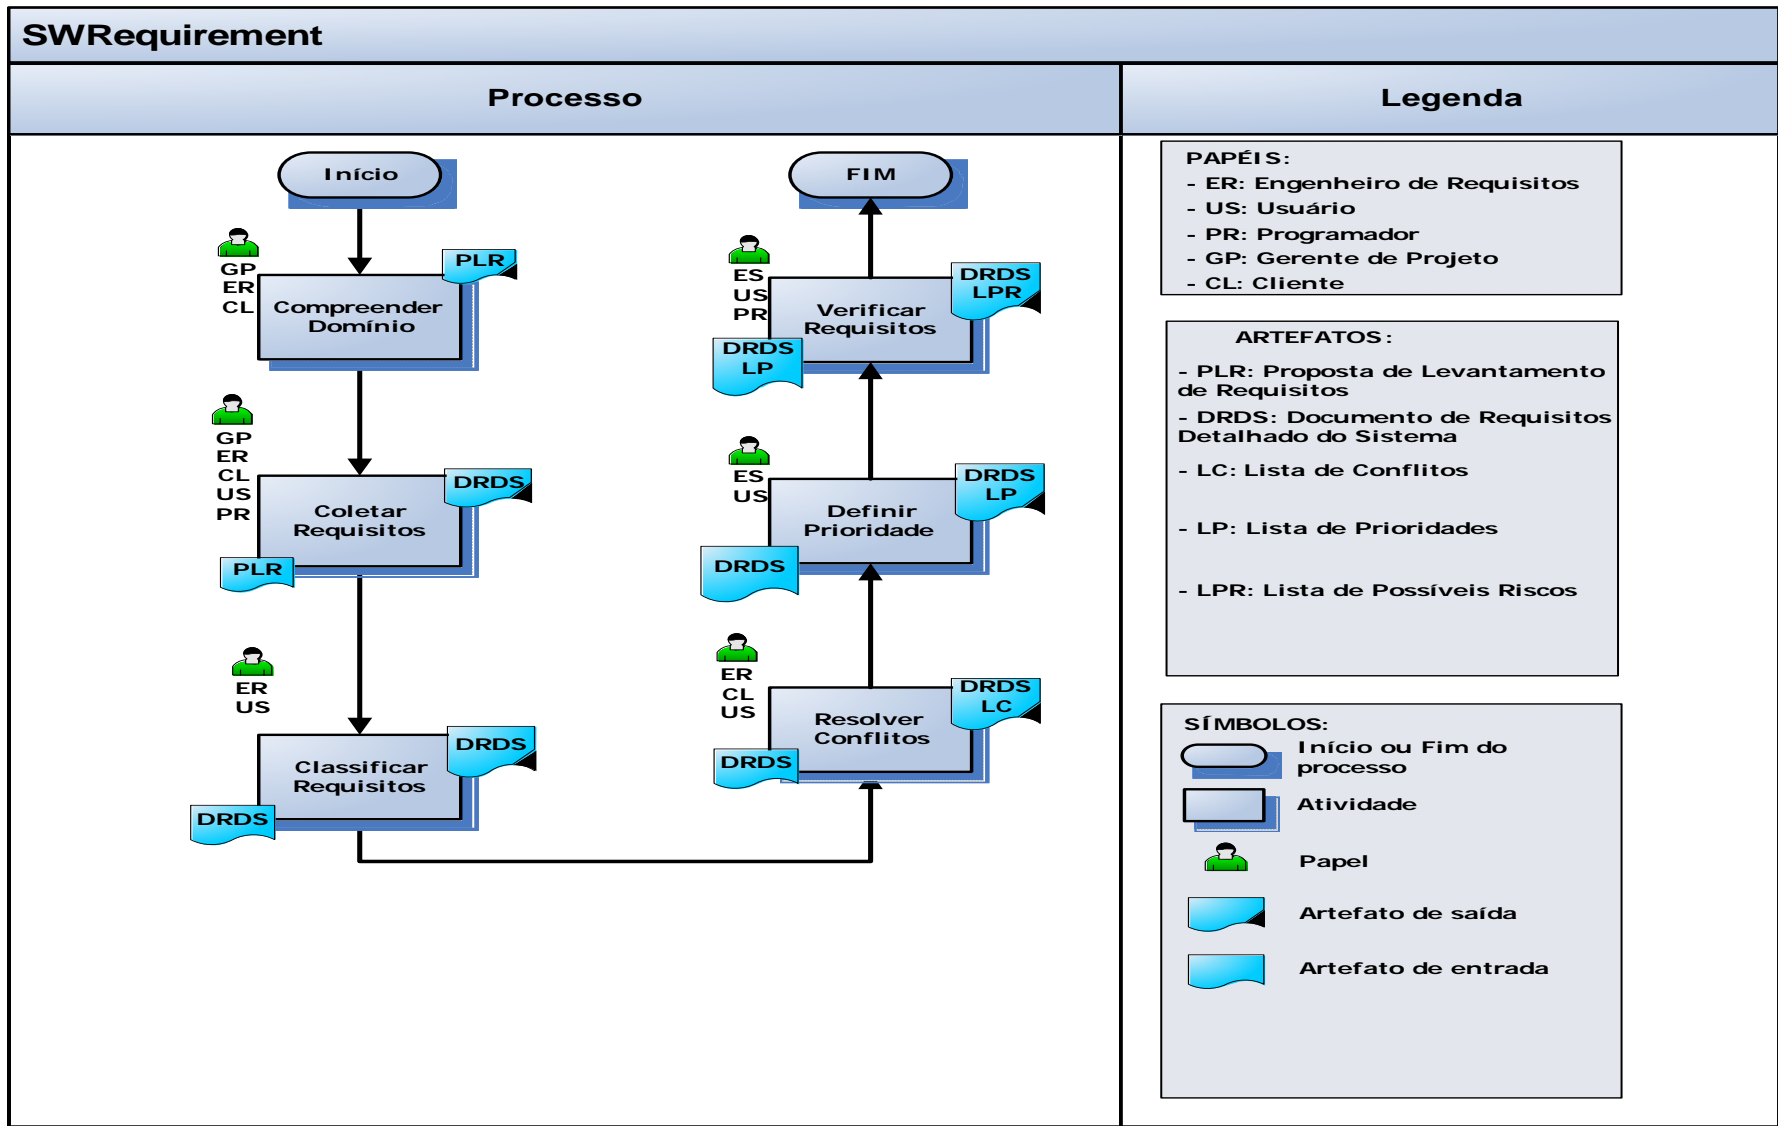 SWRequirement
Processo
Legenda
Início
GP
ER
CL
PLR
Compreender
Domínio
GP
ER
CL
US
PR
DRDS
Coletar
Requisitos
PLR
ER
US
DRDS
Classificar
Requisitos
DRDS
FIM
ES
US
PR
DRDS
LPR
Verificar
Requisitos
DRDS
LP
ES
US
DRDS
LP
Definir
Prioridade
DRDS
ER
CL
US
DRDS
LC
Resolver
Conflitos
DRDS
PAPÉIS:
- ER: Engenheiro de Requisitos
- US: Usuário
- PR: Programador
- GP: Gerente de Projeto
- CL: Cliente
ARTEFATOS:
- PLR: Proposta de Levantamento
de Requisitos
- DRDS: Documento de Requisitos
Detalhado do Sistema
- LC: Lista de Conflitos
- LP: Lista de Prioridades
- LPR: Lista de Possíveis Riscos
SÍMBOLOS:
Início ou Fim do
processo
Atividade
Papel
Artefato de saída
Artefato de entrada